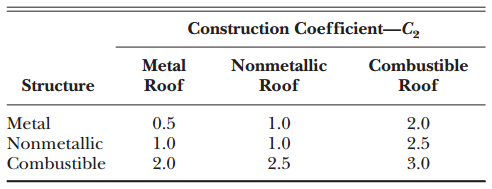 Construction Coefficient—C₂
Metal Nonmetallic Combustible
Structure Roof Roof Roof
Metal 0.5 1.0 2.0
Nonmetallic 1.0 1.0 2.5
Combustible 2.0 2.5 3.0